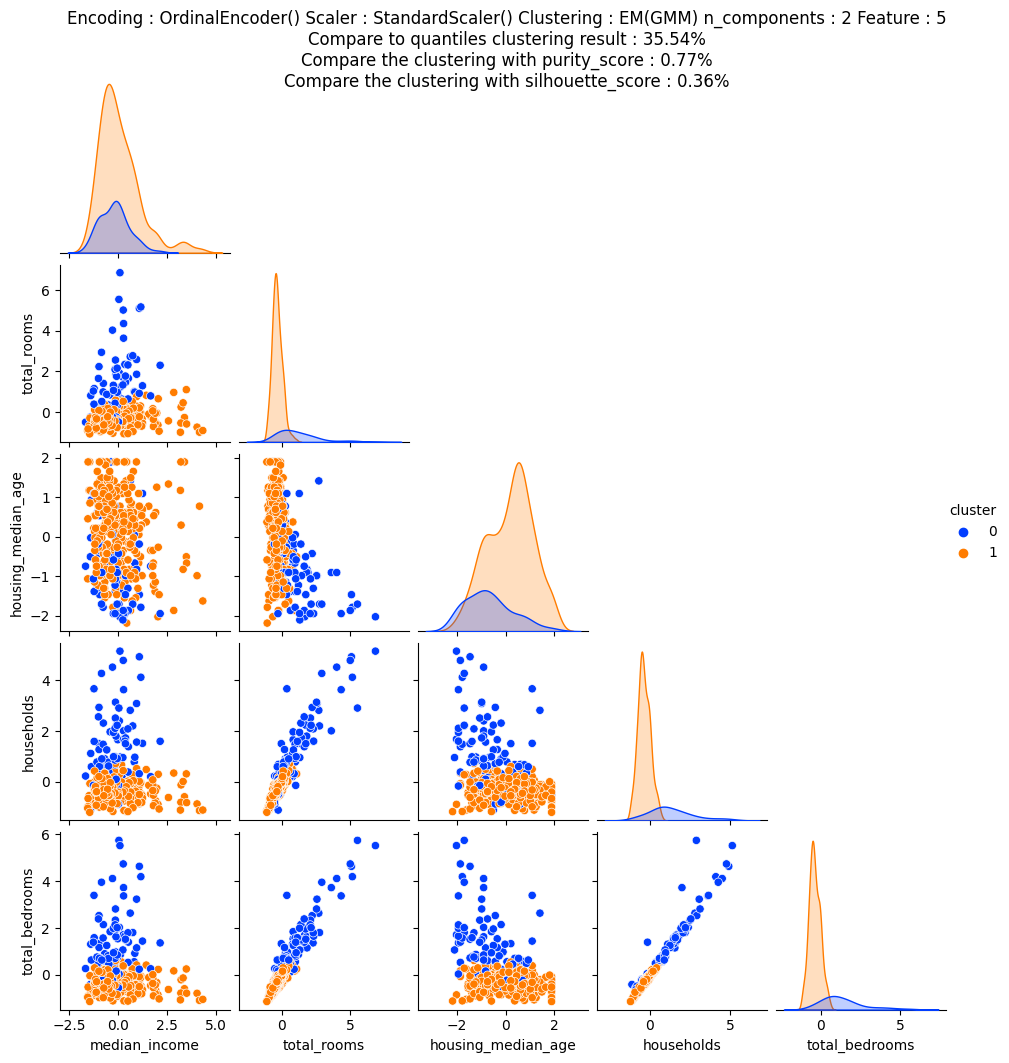 Encoding : OrdinalEncoder() Scaler : StandardScaler() Clustering : EM(GMM) n_components : 2 Feature : 5
Compare to quantiles clustering result : 35.54%
Compare the clustering with purity_score : 0.77%
Compare the clustering with silhouette_score : 0.36%
total_rooms
6
4
2
0
housing_median_age
2
1
0
−1
−2
cluster
0
1
households
4
2
0
total_bedrooms
6
4
2
0
−2.5 0.0 2.5 5.0
0 5
−2 0 2
0 5
0 5
median_income
total_rooms
housing_median_age
households
total_bedrooms